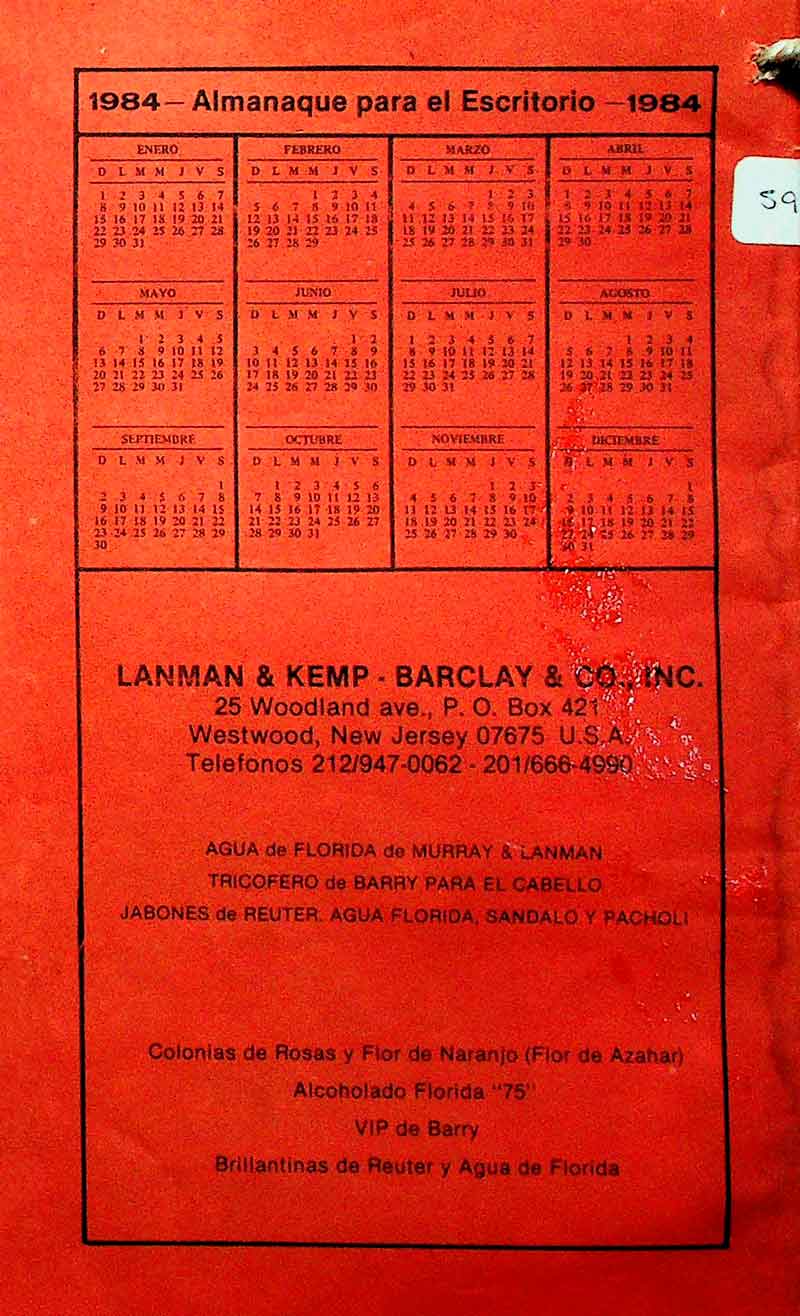 1984 — Almanaque para el Escritorio — 1984
ENERO
D L M M J V S
1 2 3 4 5 6 7
8 9 10 11 12 13 14
15 16 17 18 19 20 21
22 23 24 25 26 27 28
29 30 31
FEBRERO
D L M M J V S
1 2 3 4
5 6 7 8 9 10 11
12 13 14 15 16 17 18
19 20 21 22 23 24 25
26 27 28 29
MARZO
D L M M J V S
1 2 3
4 5 6 7 8 9 10
11 12 13 14 15 16 17
18 19 20 21 22 23 24
25 26 27 28 29 30 31
ABRIL
D L M M J V S
1 2 3 4 5 6 7
8 9 10 11 12 13 14
15 16 17 18 19 20 21
22 23 24 25 26 27 28
29 30
MAYO
D L M M J V S
1 2 3 4 5
6 7 8 9 10 11 12
13 14 15 16 17 18 19
20 21 22 23 24 25 26
27 28 29 30 31
JUNIO
D L M M J V S
1 2
3 4 5 6 7 8 9
10 11 12 13 14 15 16
17 18 19 20 21 22 23
24 25 26 27 28 29 30
JULIO
D L M M J V S
1 2 3 4 5 6 7
8 9 10 11 12 13 14
15 16 17 18 19 20 21
22 23 24 25 26 27 28
29 30 31
AGOSTO
D L M M J V S
1 2 3 4
5 6 7 8 9 10 11
12 13 14 15 16 17 18
19 20 21 22 23 24 25
26 27 28 29 30 31
SEPTIEMBRE
D L M M J V S
1
2 3 4 5 6 7 8
9 10 11 12 13 14 15
16 17 18 19 20 21 22
23 24 25 26 27 28 29
30
OCTUBRE
D L M M J V S
1 2 3 4 5 6
7 8 9 10 11 12 13
14 15 16 17 18 19 20
21 22 23 24 25 26 27
28 29 30 31
NOVIEMBRE
D L M M J V S
1 2 3
4 5 6 7 8 9 10
11 12 13 14 15 16 17
18 19 20 21 22 23 24
25 26 27 28 29 30
DICIEMBRE
D L M M J V S
1
2 3 4 5 6 7 8
9 10 11 12 13 14 15
16 17 18 19 20 21 22
23 24 25 26 27 28 29
30 31
59
LANMAN & KEMP - BARCLAY & CO., INC.
25 Woodland ave., P. O. Box 421
Westwood, New Jersey 07675 U.S.A.
Telefonos 212/947-0062 - 201/666-4990
AGUA de FLORIDA de MURRAY & LANMAN
TRICOFERO de BARRY PARA EL CABELLO
JABONES de REUTER, AGUA FLORIDA, SANDALO Y PACHOLI
Colonias de Rosas y Flor de Naranjo (Flor de Azahar)
Alcoholado Florida "75"
VIP de Barry
Brillantinas de Reuter y Agua de Florida